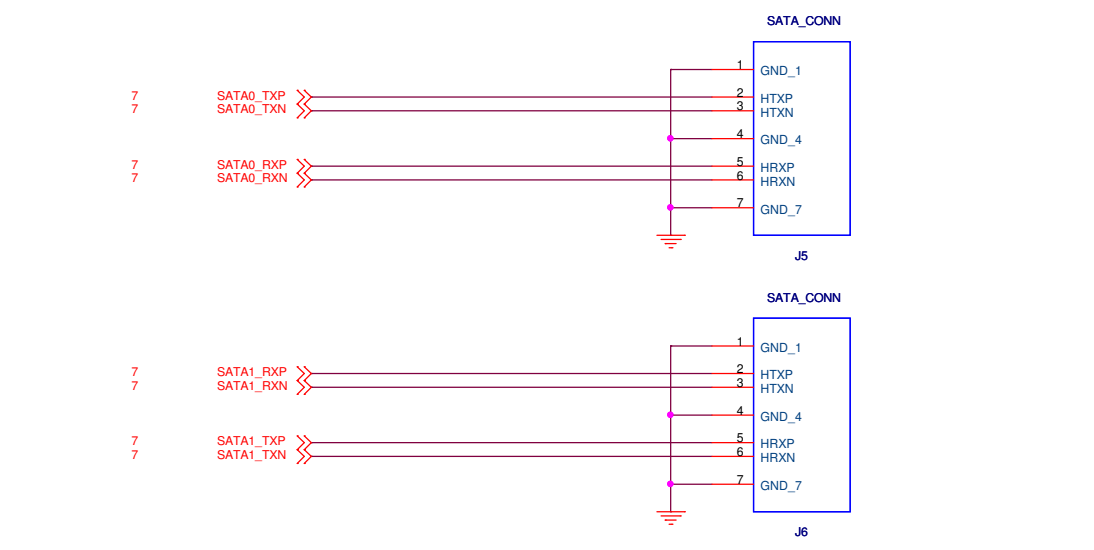 SATA_CONN
1 GND_1
7 SATA0_TXP 2 HTXP
7 SATA0_TXN 3 HTXN
4 GND_4
7 SATA0_RXP 5 HRXP
7 SATA0_RXN 6 HRXN
7 GND_7
J5
SATA_CONN
1 GND_1
7 SATA1_RXP 2 HTXP
7 SATA1_RXN 3 HTXN
4 GND_4
7 SATA1_TXP 5 HRXP
7 SATA1_TXN 6 HRXN
7 GND_7
J6